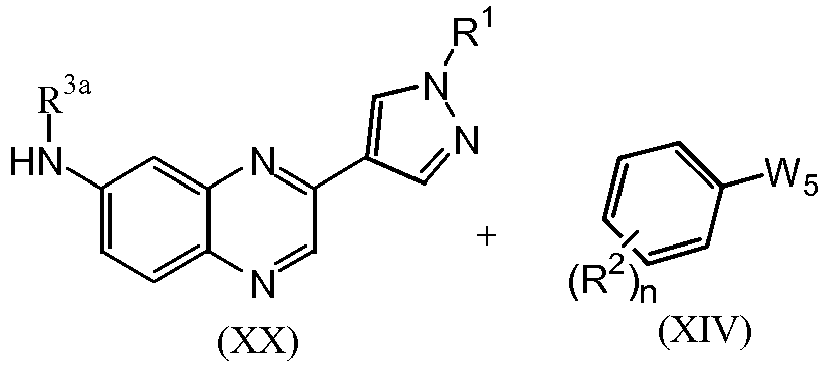 R¹
R³ᵃ
N
HN
N
N
W₅
+
N
(R²)ₙ
(XX)
(XIV)